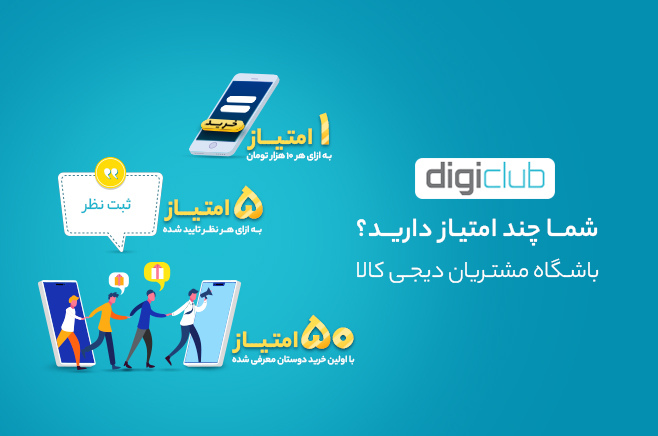 digiclub
شما چند امتیاز دارید؟
باشگاه مشتریان دیجی کالا
خرید
۱ امتیاز
به ازای هر ۱۰ هزار تومان
ثبت نظر
۵ امتیاز
به ازای هر نظر تایید شده
۵۰ امتیاز
با اولین خرید دوستان معرفی شده